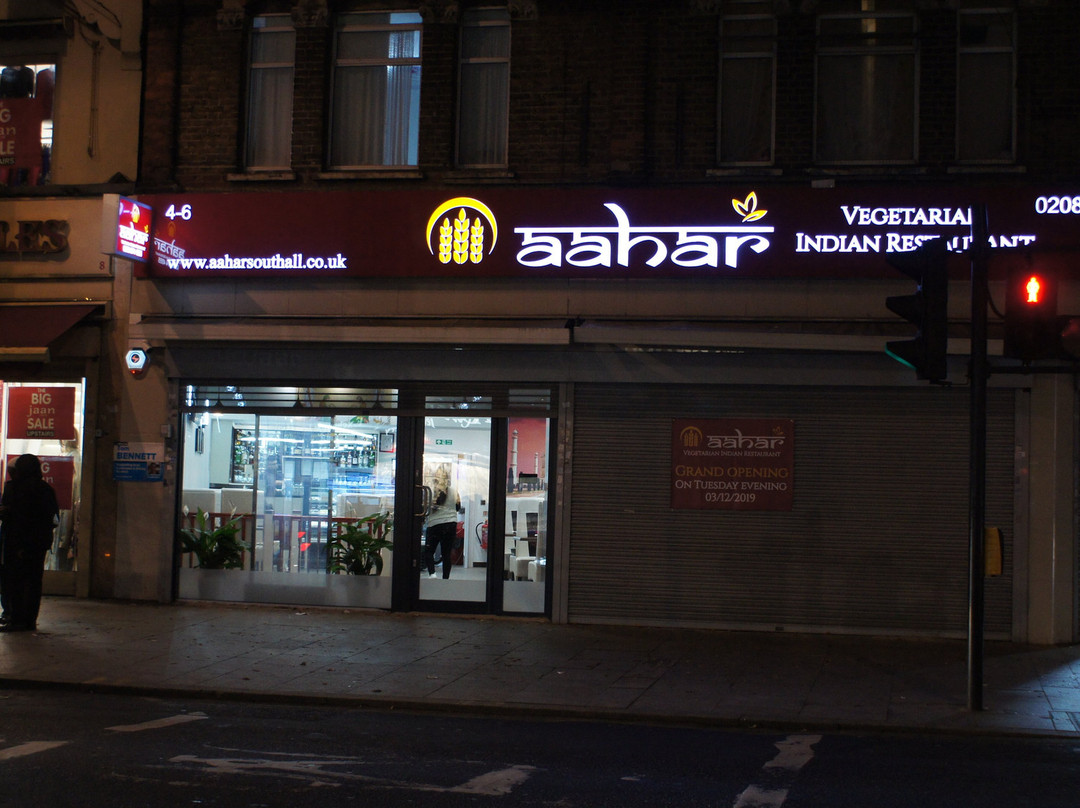 4-6
www.aaharsouthall.co.uk
aahar
VEGETARIAN
INDIAN RESTAURANT
0208
8
BIG
jaan
SALE
UPSTAIRS
BENNETT
aahar
VEGETARIAN INDIAN RESTAURANT
GRAND OPENING
ON TUESDAY EVENING
03/12/2019